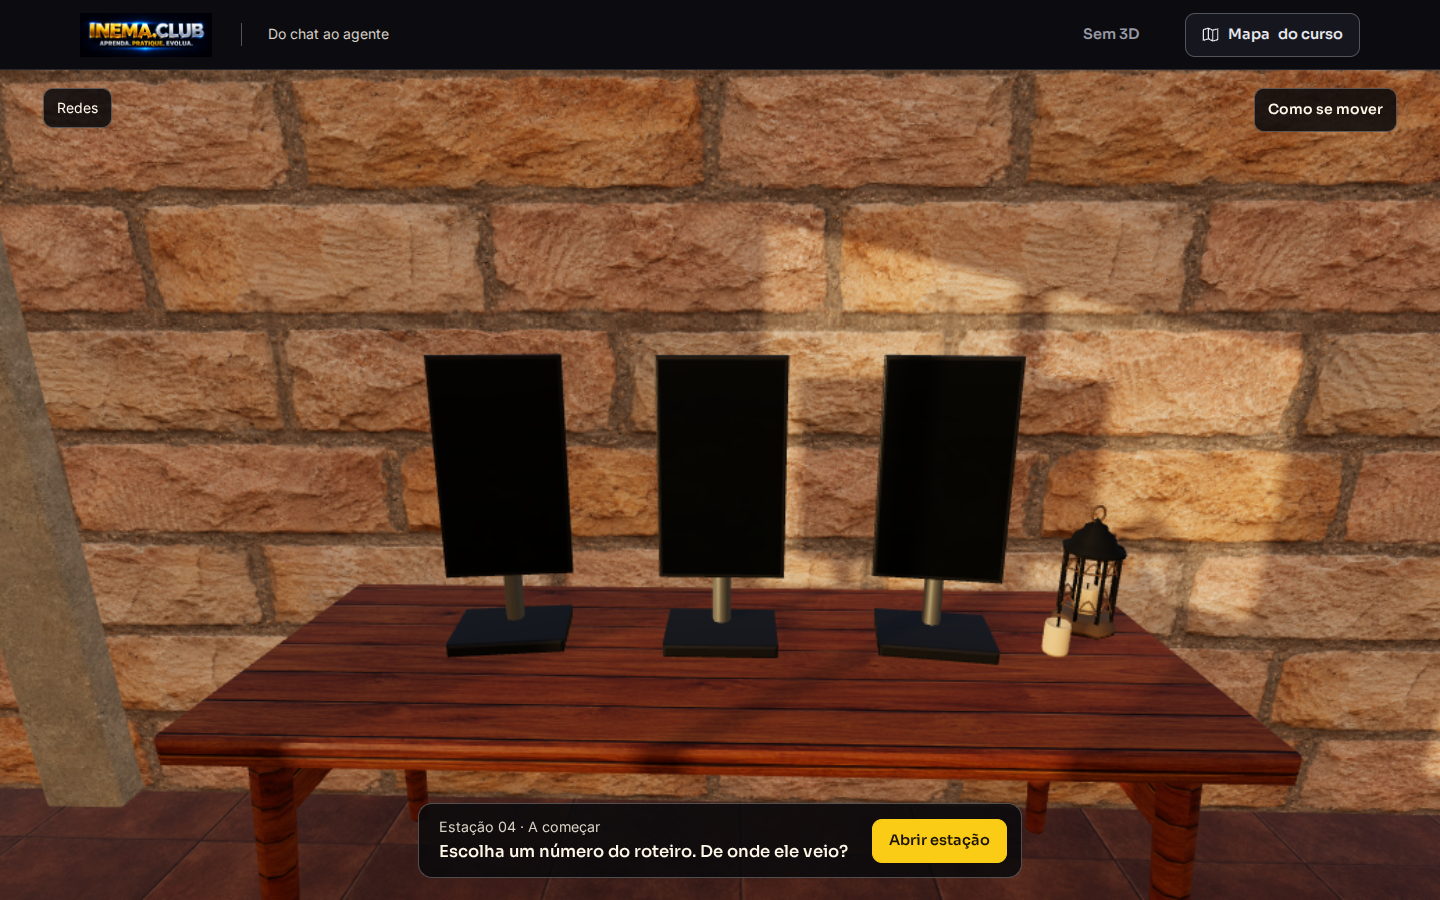 INEMA.CLUB
APRENDA. PRATIQUE. EVOLUA.
Do chat ao agente
Sem 3D
Mapa do curso
Redes
Como se mover
Estação 04 · A começar
Escolha um número do roteiro. De onde ele veio?
Abrir estação